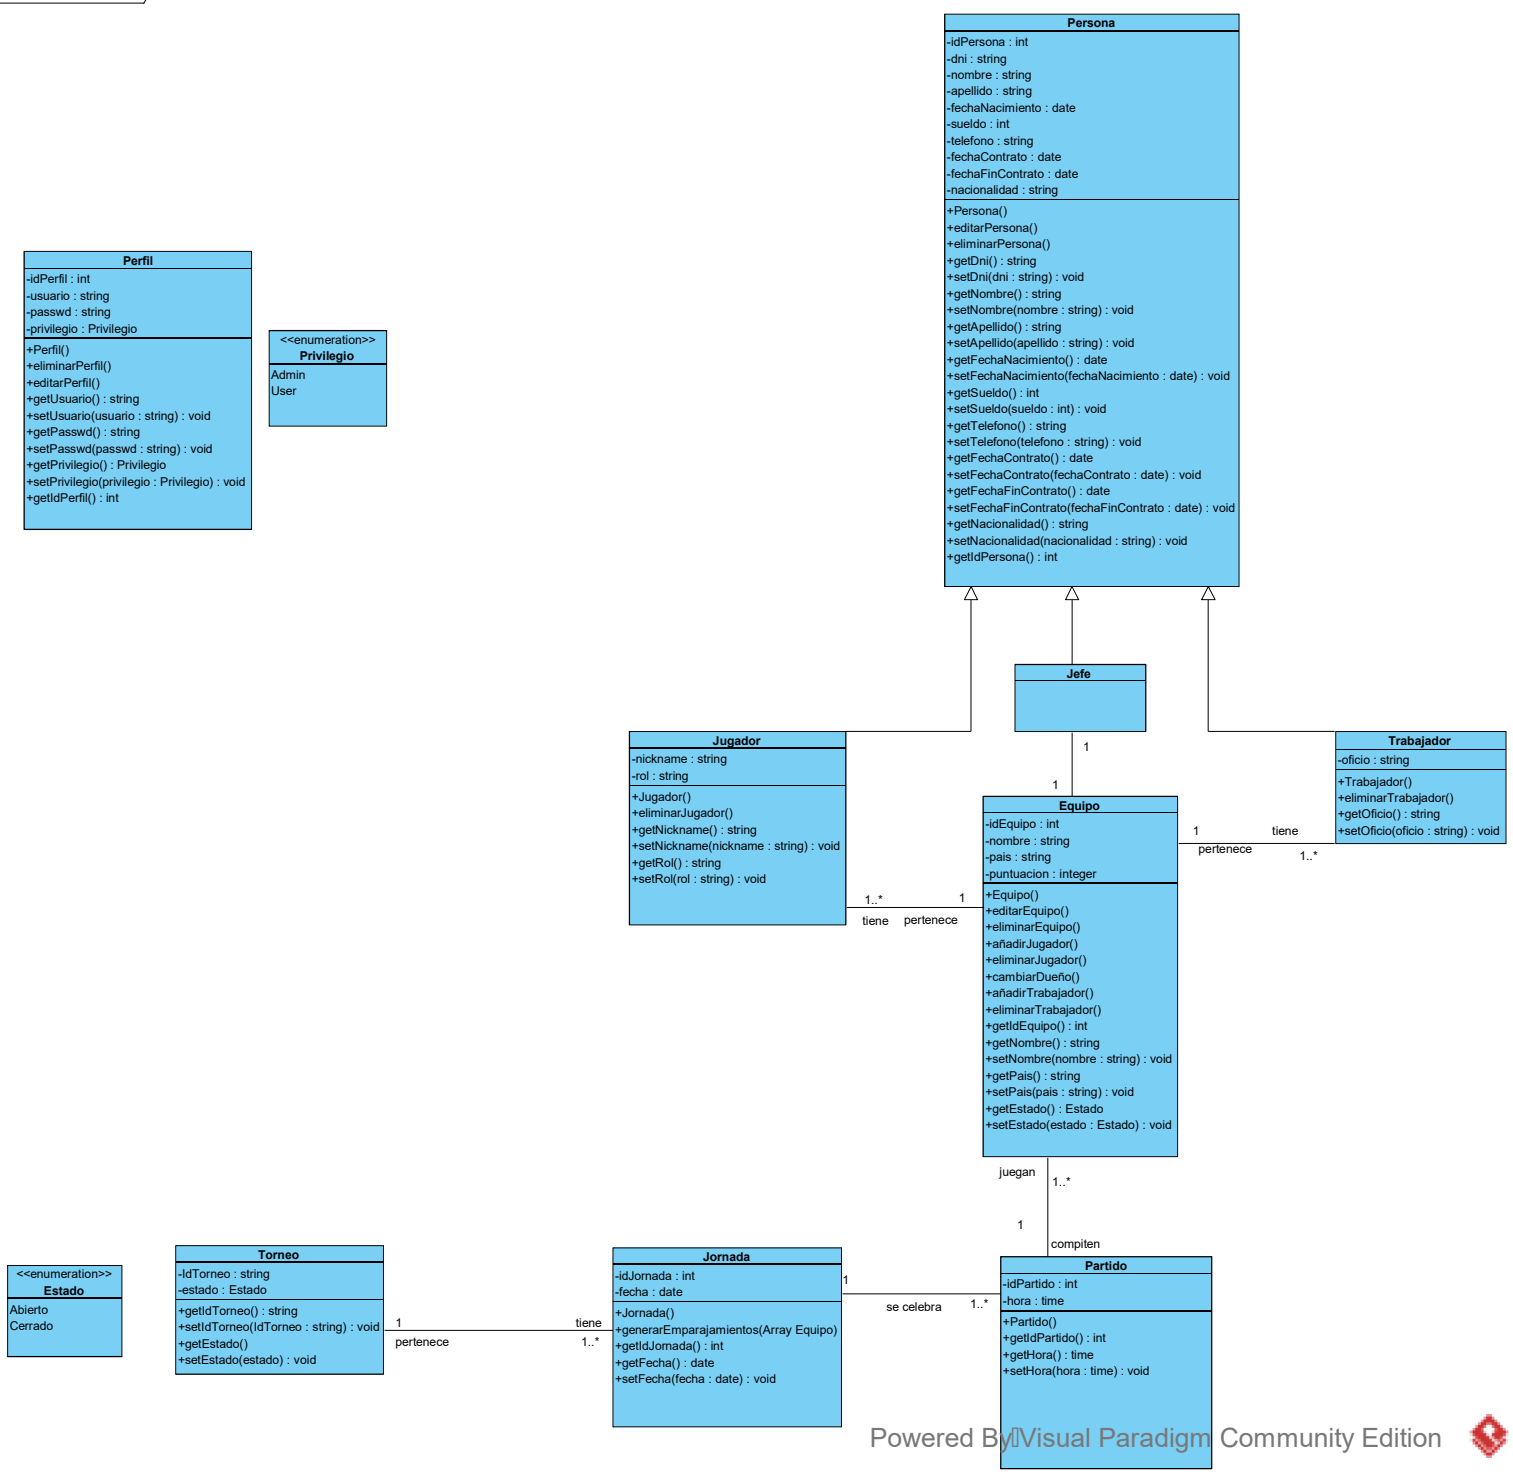 Persona
-idPersona : int
-dni : string
-nombre : string
-apellido : string
-fechaNacimiento : date
-sueldo : int
-telefono : string
-fechaContrato : date
-fechaFinContrato : date
-nacionalidad : string
+Persona()
+editarPersona()
+eliminarPersona()
+getDni() : string
+setDni(dni : string) : void
+getNombre() : string
+setNombre(nombre : string) : void
+getApellido() : string
+setApellido(apellido : string) : void
+getFechaNacimiento() : date
+setFechaNacimiento(fechaNacimiento : date) : void
+getSueldo() : int
+setSueldo(sueldo : int) : void
+getTelefono() : string
+setTelefono(telefono : string) : void
+getFechaContrato() : date
+setFechaContrato(fechaContrato : date) : void
+getFechaFinContrato() : date
+setFechaFinContrato(fechaFinContrato : date) : void
+getNacionalidad() : string
+setNacionalidad(nacionalidad : string) : void
+getIdPersona() : int
Perfil
-idPerfil : int
-usuario : string
-passwd : string
-privilegio : Privilegio
+Perfil()
+eliminarPerfil()
+editarPerfil()
+getUsuario() : string
+setUsuario(usuario : string) : void
+getPasswd() : string
+setPasswd(passwd : string) : void
+getPrivilegio() : Privilegio
+setPrivilegio(privilegio : Privilegio) : void
+getIdPerfil() : int
<<enumeration>>
Privilegio
Admin
User
Jefe
1
1
Jugador
-nickname : string
-rol : string
+Jugador()
+eliminarJugador()
+getNickname() : string
+setNickname(nickname : string) : void
+getRol() : string
+setRol(rol : string) : void
1..*
1
tiene
pertenece
Trabajador
-oficio : string
+Trabajador()
+eliminarTrabajador()
+getOficio() : string
+setOficio(oficio : string) : void
1
tiene
pertenece
1..*
Equipo
-idEquipo : int
-nombre : string
-pais : string
-puntuacion : integer
+Equipo()
+editarEquipo()
+eliminarEquipo()
+añadirJugador()
+eliminarJugador()
+cambiarDueño()
+añadirTrabajador()
+eliminarTrabajador()
+getIdEquipo() : int
+getNombre() : string
+setNombre(nombre : string) : void
+getPais() : string
+setPais(pais : string) : void
+getEstado() : Estado
+setEstado(estado : Estado) : void
juegan
1..*
1
compiten
<<enumeration>>
Estado
Abierto
Cerrado
Torneo
-IdTorneo : string
-estado : Estado
+getIdTorneo() : string
+setIdTorneo(IdTorneo : string) : void
+getEstado()
+setEstado(estado) : void
1
tiene
pertenece
1..*
Jornada
-idJornada : int
-fecha : date
+Jornada()
+generarEmparajamientos(Array Equipo)
+getIdJornada() : int
+getFecha() : date
+setFecha(fecha : date) : void
1
se celebra
1..*
Partido
-idPartido : int
-hora : time
+Partido()
+getIdPartido() : int
+getHora() : time
+setHora(hora : time) : void
Powered By Visual Paradigm Community Edition